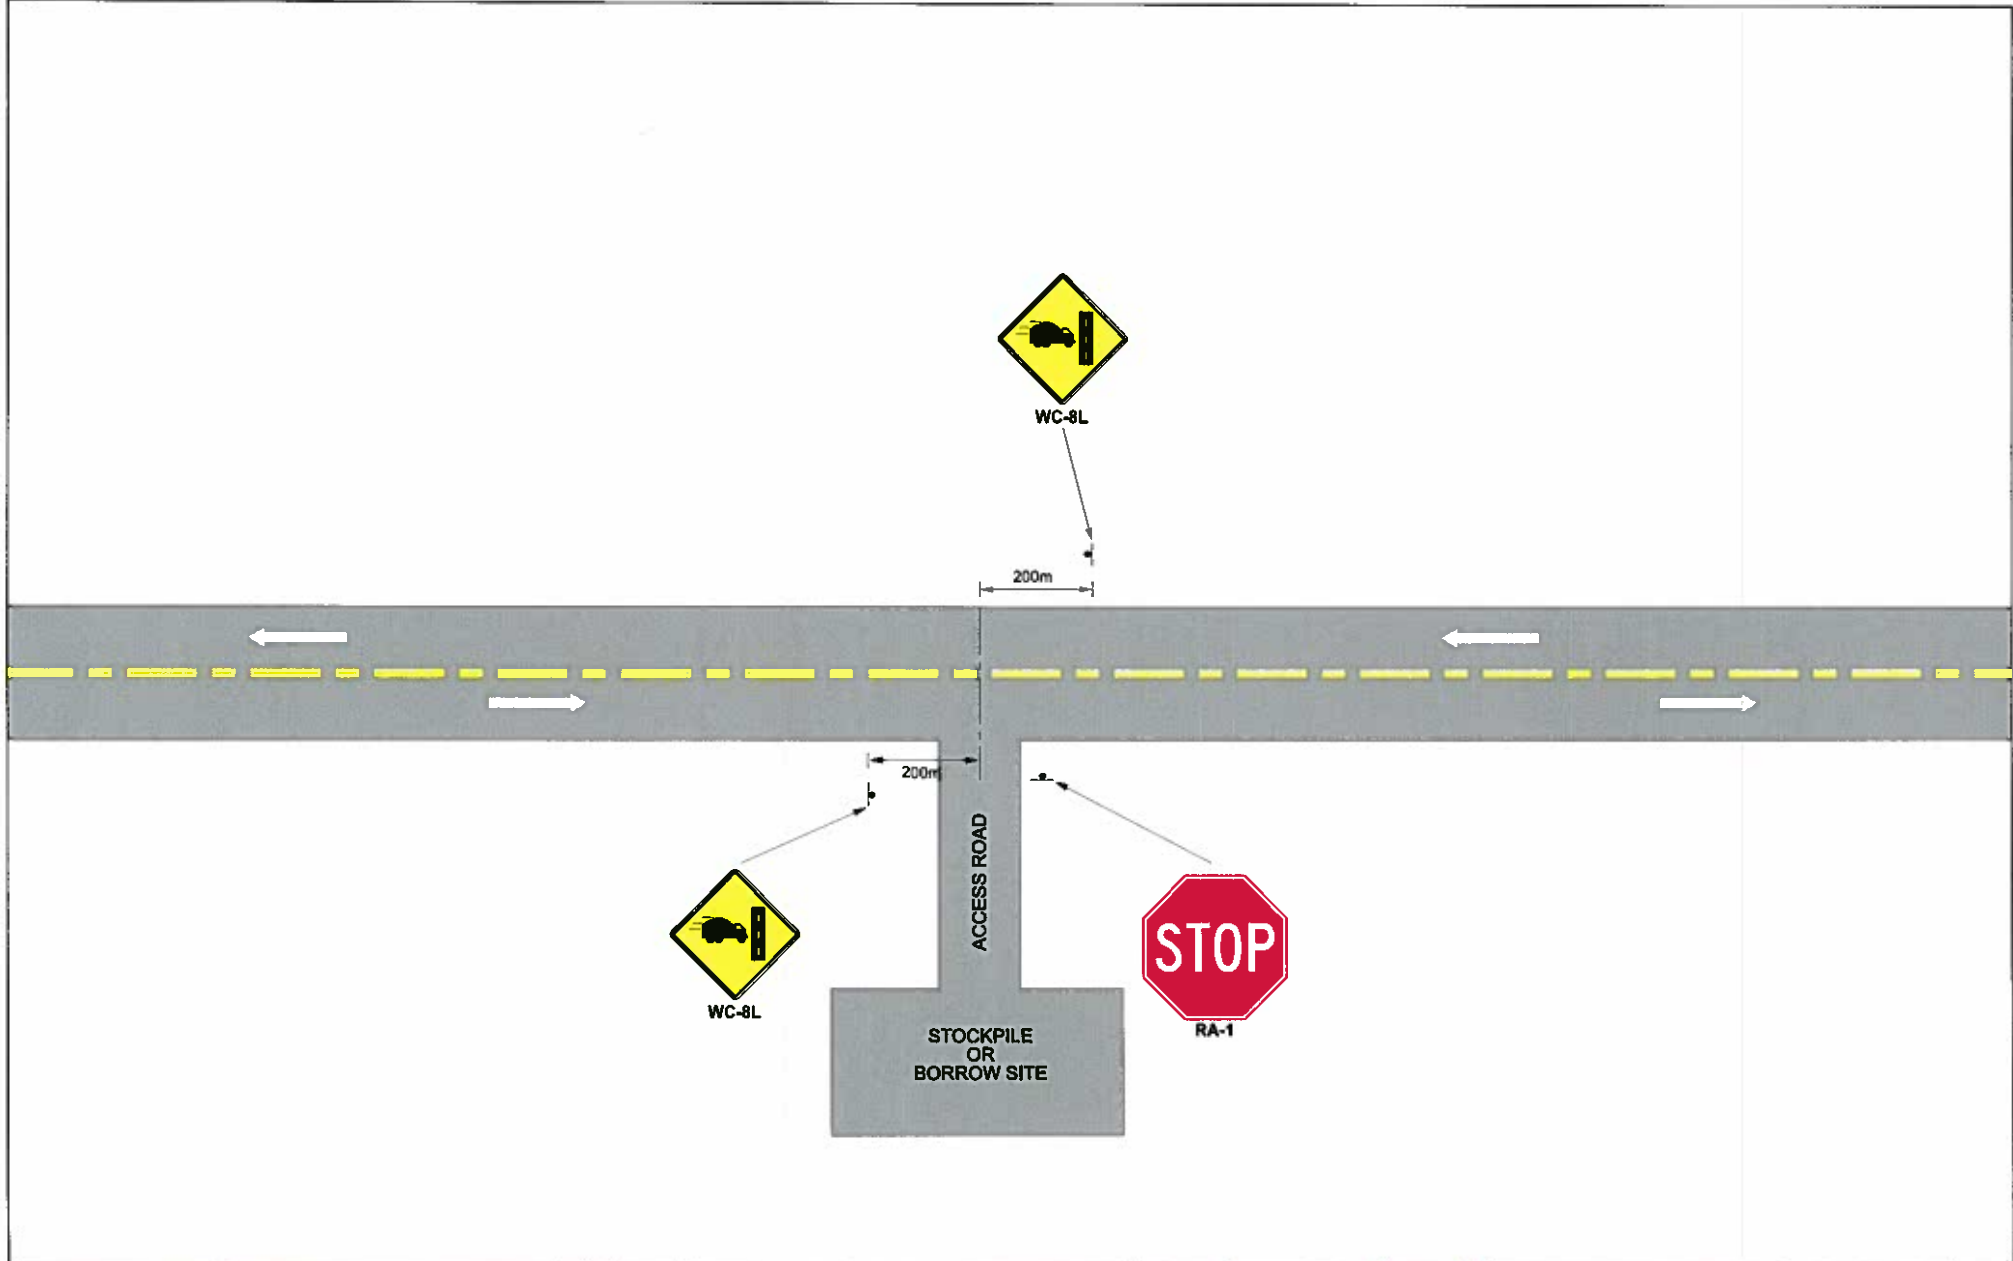 WC-8L
200m
200m
ACCESS ROAD
WC-8L
STOP
RA-1
STOCKPILE
OR
BORROW SITE